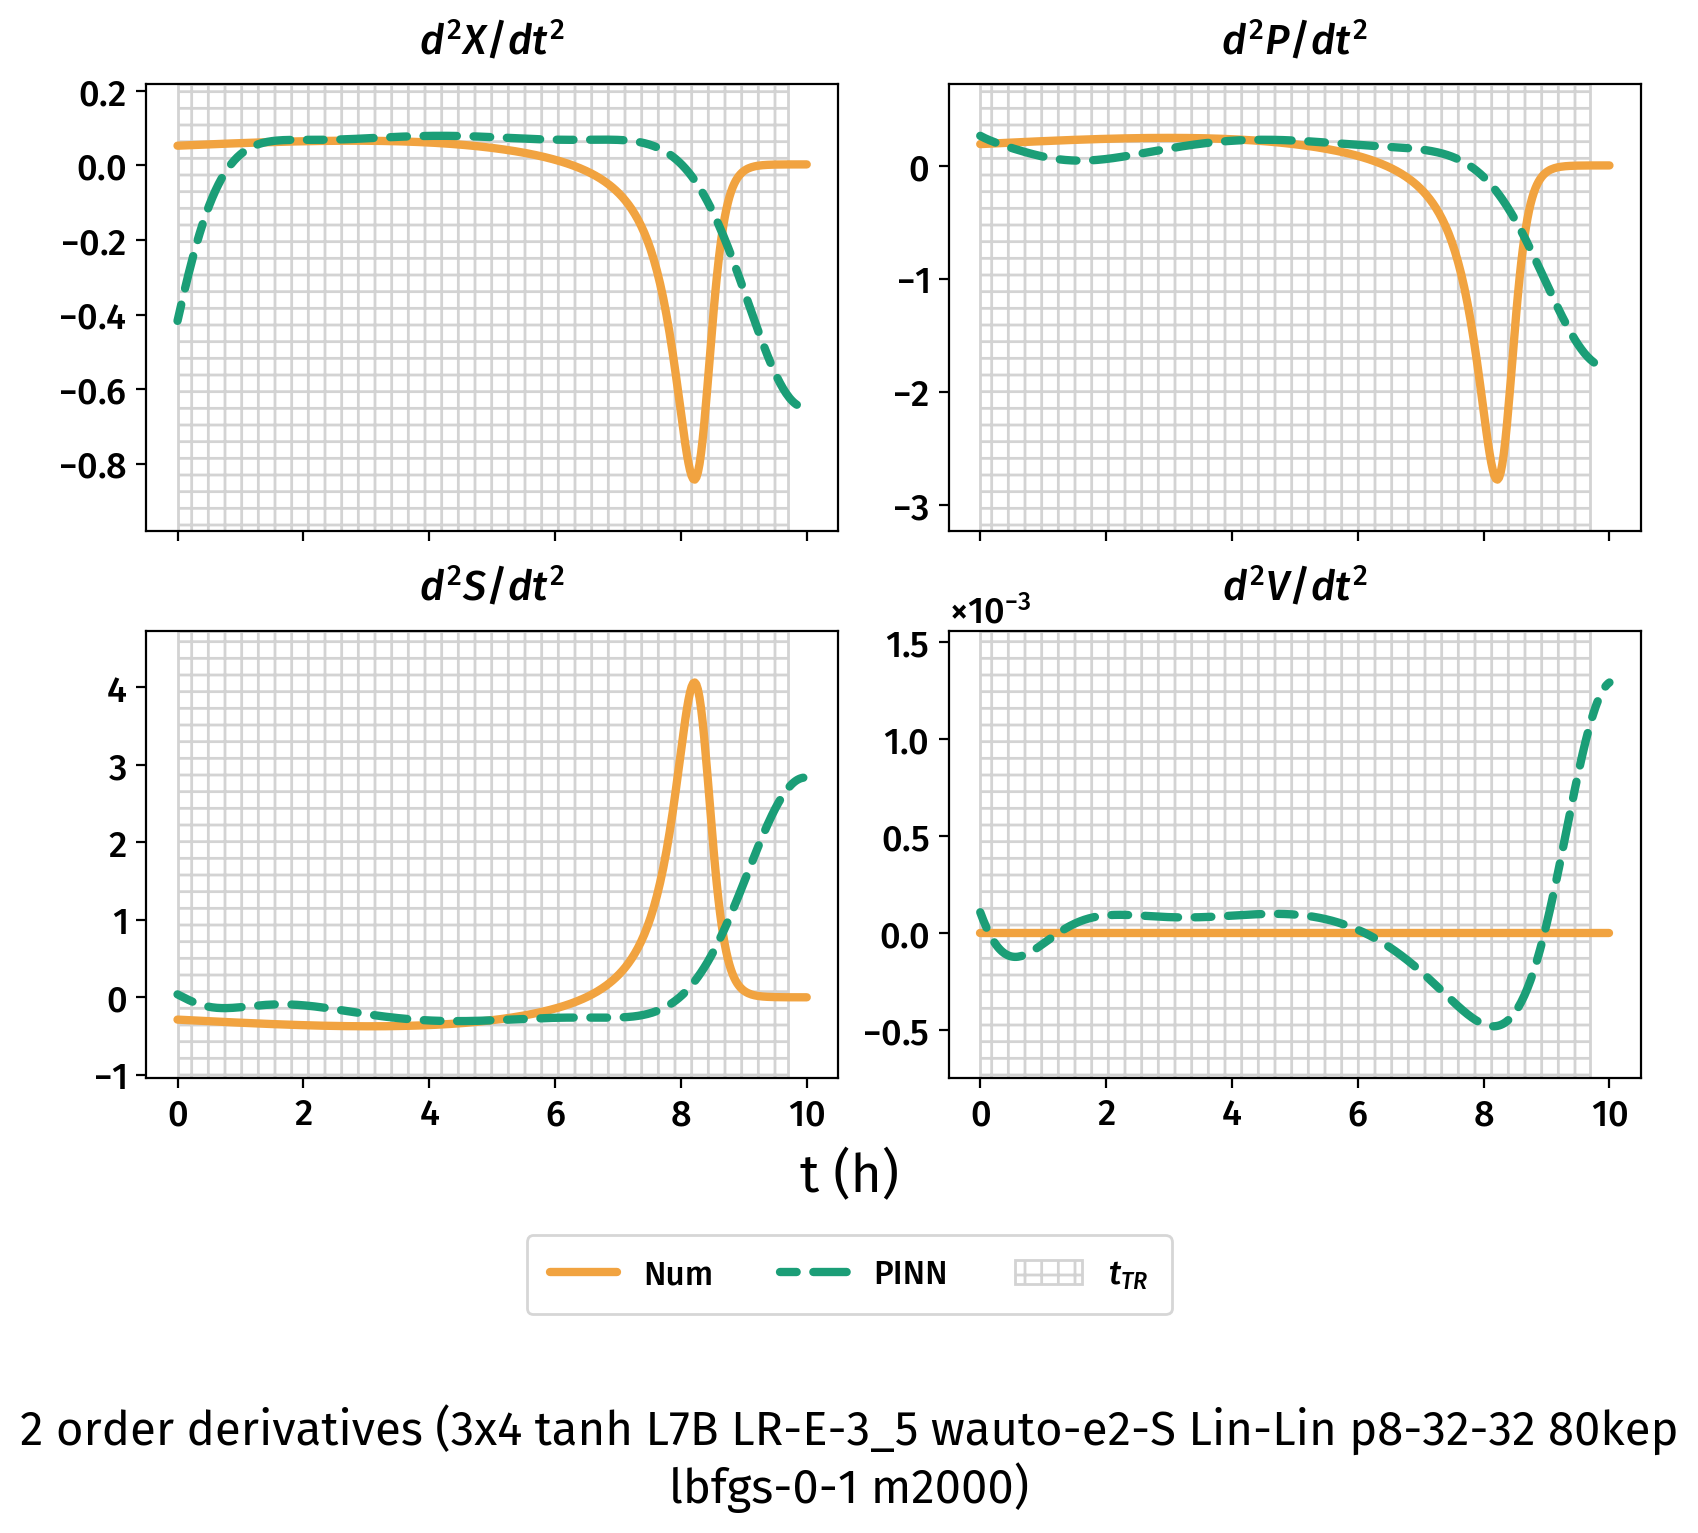 d²X/dt²
d²P/dt²
0.2
0.0
−0.2
−0.4
−0.6
−0.8
0
−1
−2
−3
d²S/dt²
d²V/dt²
×10⁻³
4
3
2
1
0
−1
1.5
1.0
0.5
0.0
−0.5
0 2 4 6 8 10
0 2 4 6 8 10
t (h)
Num PINN t_TR
2 order derivatives (3x4 tanh L7B LR-E-3_5 wauto-e2-S Lin-Lin p8-32-32 80kep
lbfgs-0-1 m2000)